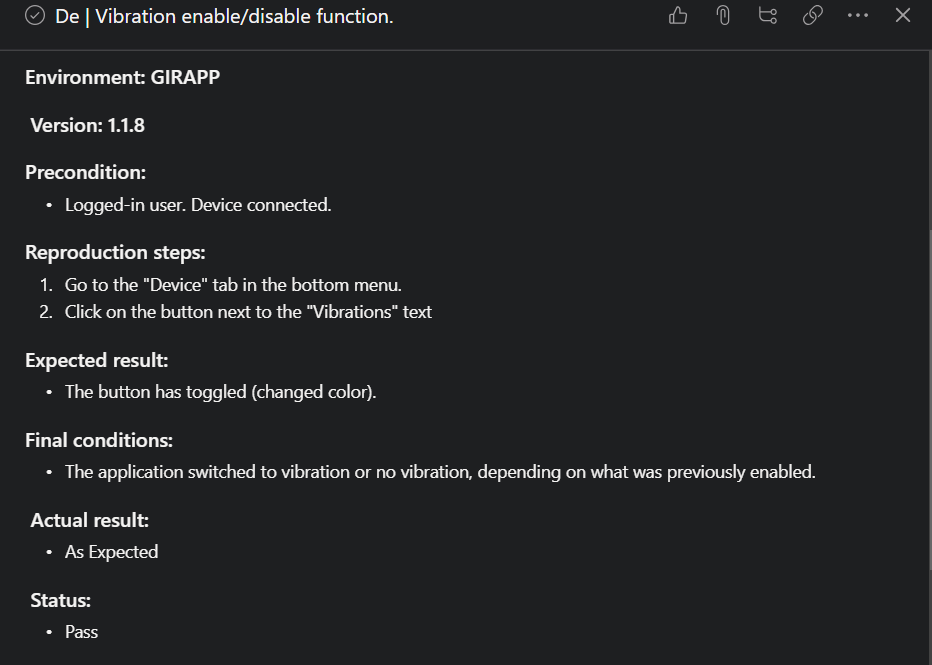 De | Vibration enable/disable function.
Environment: GIRAPP
Version: 1.1.8
Precondition:
• Logged-in user. Device connected.
Reproduction steps:
1. Go to the "Device" tab in the bottom menu.
2. Click on the button next to the "Vibrations" text
Expected result:
• The button has toggled (changed color).
Final conditions:
• The application switched to vibration or no vibration, depending on what was previously enabled.
Actual result:
• As Expected
Status:
• Pass